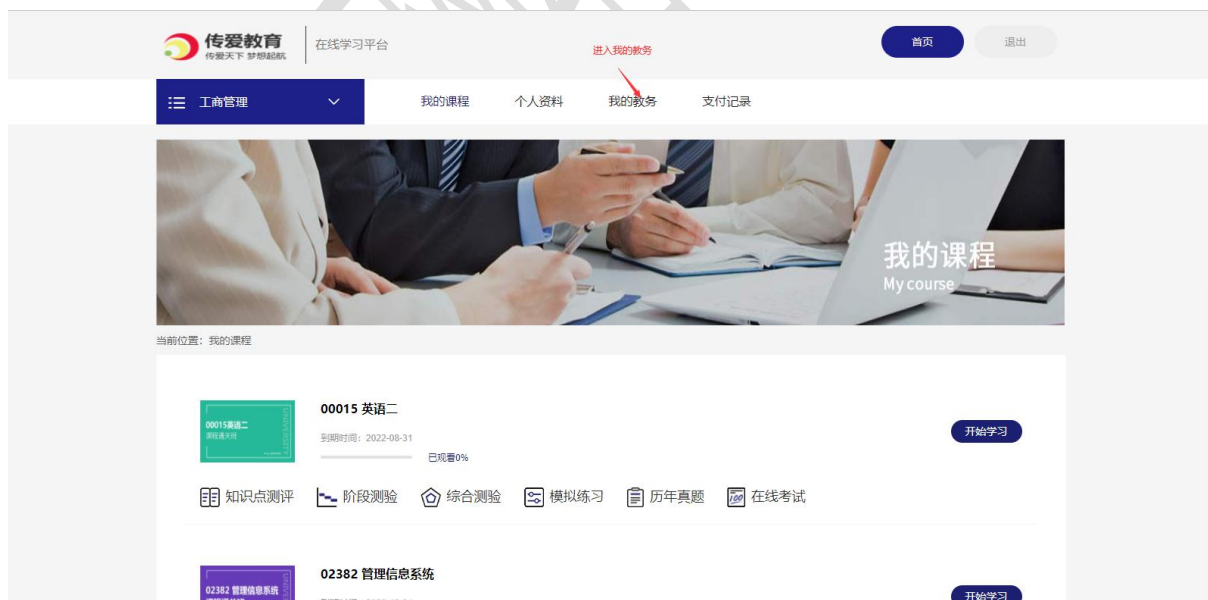 传爱教育
传爱天下 梦想起航
在线学习平台
进入我的教务
首页
退出
工商管理
我的课程
个人资料
我的教务
支付记录
我的课程
My course
当前位置：我的课程
00015英语二
UNIVERSITY
00015 英语二
到期时间：2022-08-31
已观看0%
开始学习
知识点测评
阶段测验
综合测验
模拟练习
历年真题
100
在线考试
02382 管理信息系统
02382 管理信息系统
开始学习